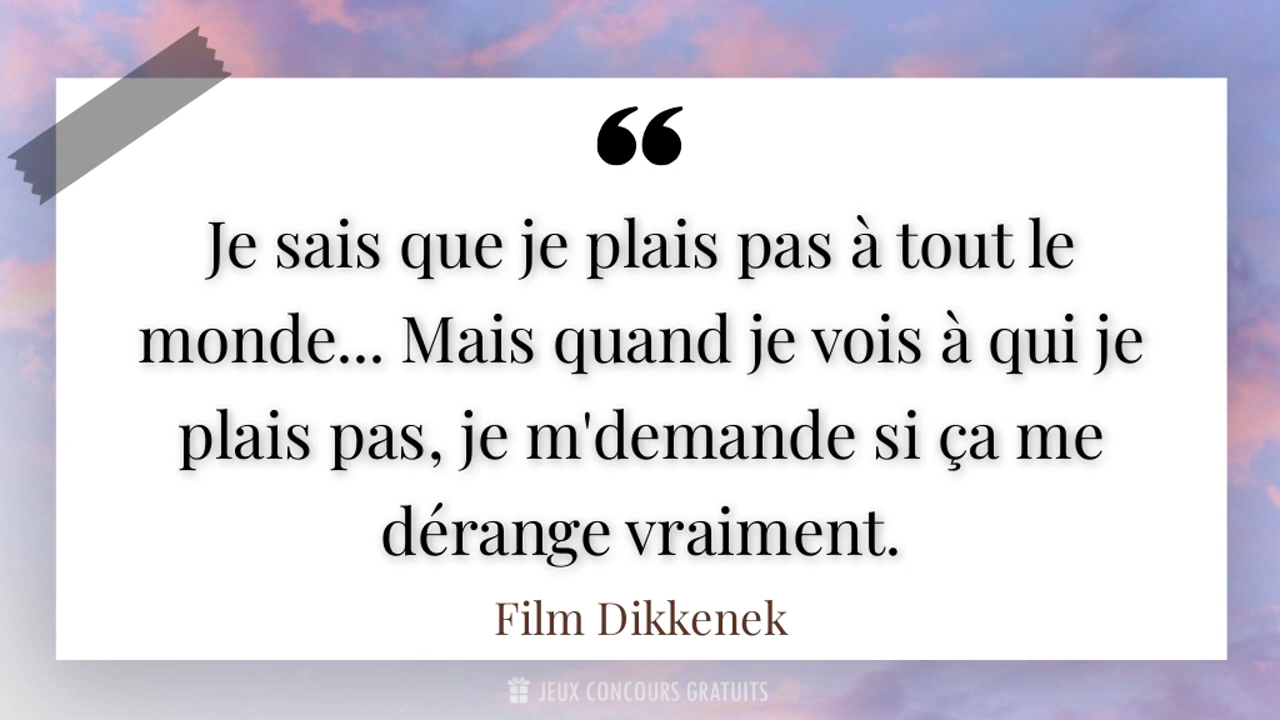 “
Je sais que je plais pas à tout le
monde... Mais quand je vois à qui je
plais pas, je m'demande si ça me
dérange vraiment.
Film Dikkenek
JEUX CONCOURS GRATUITS